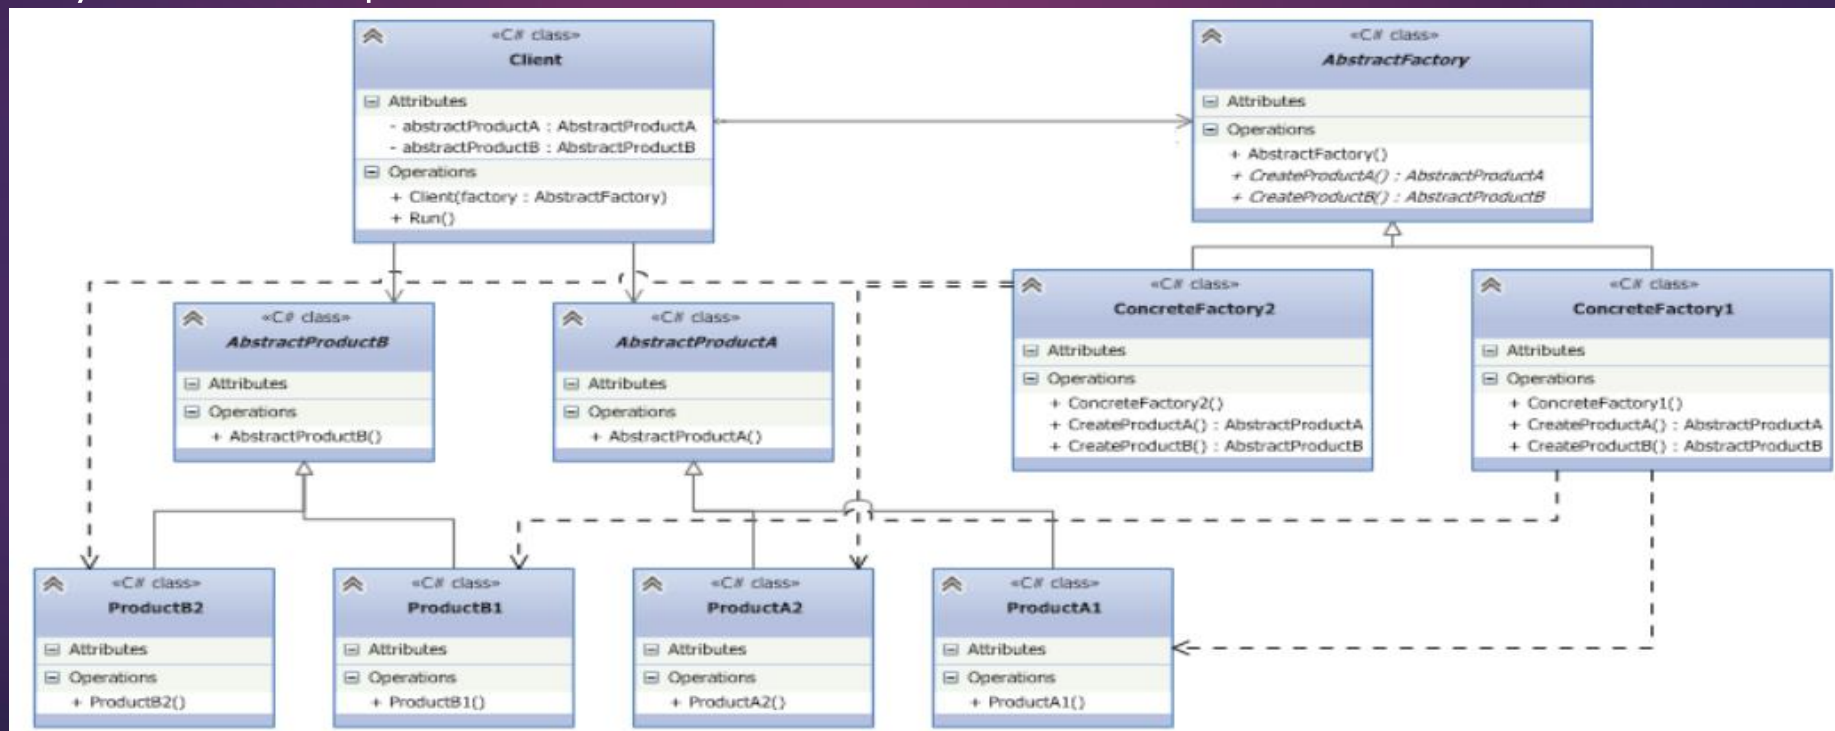 «C# class»
Client
Attributes
- abstractProductA : AbstractProductA
- abstractProductB : AbstractProductB
Operations
+ Client(factory : AbstractFactory)
+ Run()
«C# class»
AbstractFactory
Attributes
Operations
+ AbstractFactory()
+ CreateProductA() : AbstractProductA
+ CreateProductB() : AbstractProductB
«C# class»
AbstractProductB
Attributes
Operations
+ AbstractProductB()
«C# class»
AbstractProductA
Attributes
Operations
+ AbstractProductA()
«C# class»
ConcreteFactory2
Attributes
Operations
+ ConcreteFactory2()
+ CreateProductA() : AbstractProductA
+ CreateProductB() : AbstractProductB
«C# class»
ConcreteFactory1
Attributes
Operations
+ ConcreteFactory1()
+ CreateProductA() : AbstractProductA
+ CreateProductB() : AbstractProductB
«C# class»
ProductB2
Attributes
Operations
+ ProductB2()
«C# class»
ProductB1
Attributes
Operations
+ ProductB1()
«C# class»
ProductA2
Attributes
Operations
+ ProductA2()
«C# class»
ProductA1
Attributes
Operations
+ ProductA1()